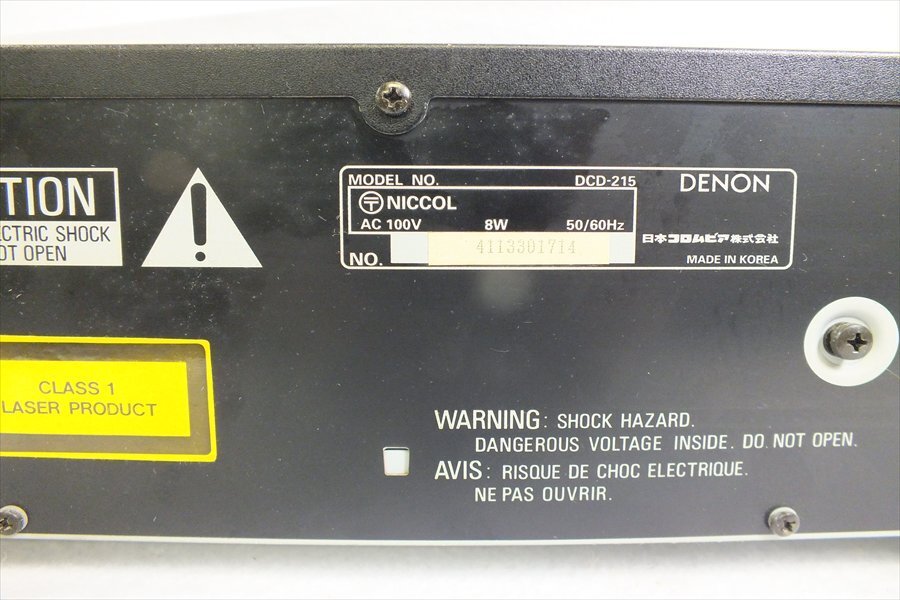 TION
ECTRIC SHOCK
OT OPEN
MODEL NO. DCD-215
NICCOL
AC 100V 8W 50/60Hz
NO. 4113301714
DENON
日本コロムビア株式会社
MADE IN KOREA
CLASS 1
LASER PRODUCT
WARNING: SHOCK HAZARD.
DANGEROUS VOLTAGE INSIDE. DO NOT OPEN.
AVIS: RISQUE DE CHOC ELECTRIQUE.
NE PAS OUVRIR.